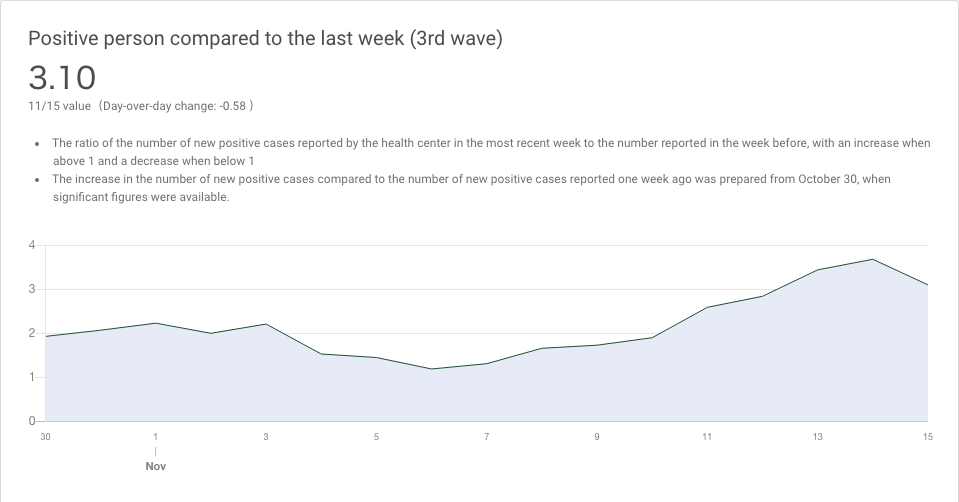 Positive person compared to the last week (3rd wave)
3.10
11/15 value (Day-over-day change: -0.58 )
• The ratio of the number of new positive cases reported by the health center in the most recent week to the number reported in the week before, with an increase when
above 1 and a decrease when below 1
• The increase in the number of new positive cases compared to the number of new positive cases reported one week ago was prepared from October 30, when
significant figures were available.
4
3
2
1
0
30 1 3 5 7 9 11 13 15
Nov